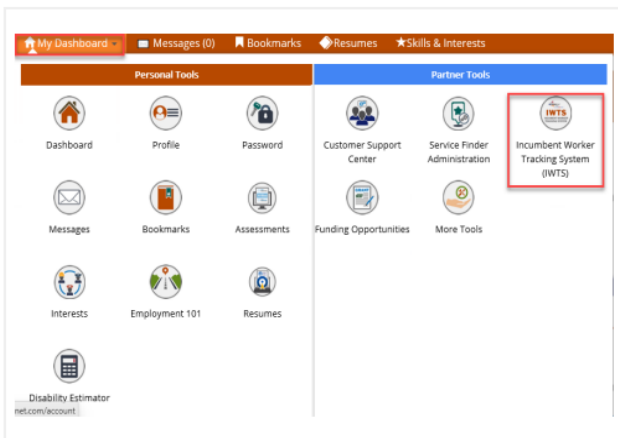 My Dashboard Messages (0) Bookmarks Resumes Skills & Interests
Personal Tools
Partner Tools
Dashboard Profile Password
Customer Support
Center
Service Finder
Administration
IWTS
Incumbent Worker
Tracking System
(IWTS)
Messages Bookmarks Assessments
Funding Opportunities More Tools
Interests Employment 101 Resumes
Disability Estimator
net.com/account